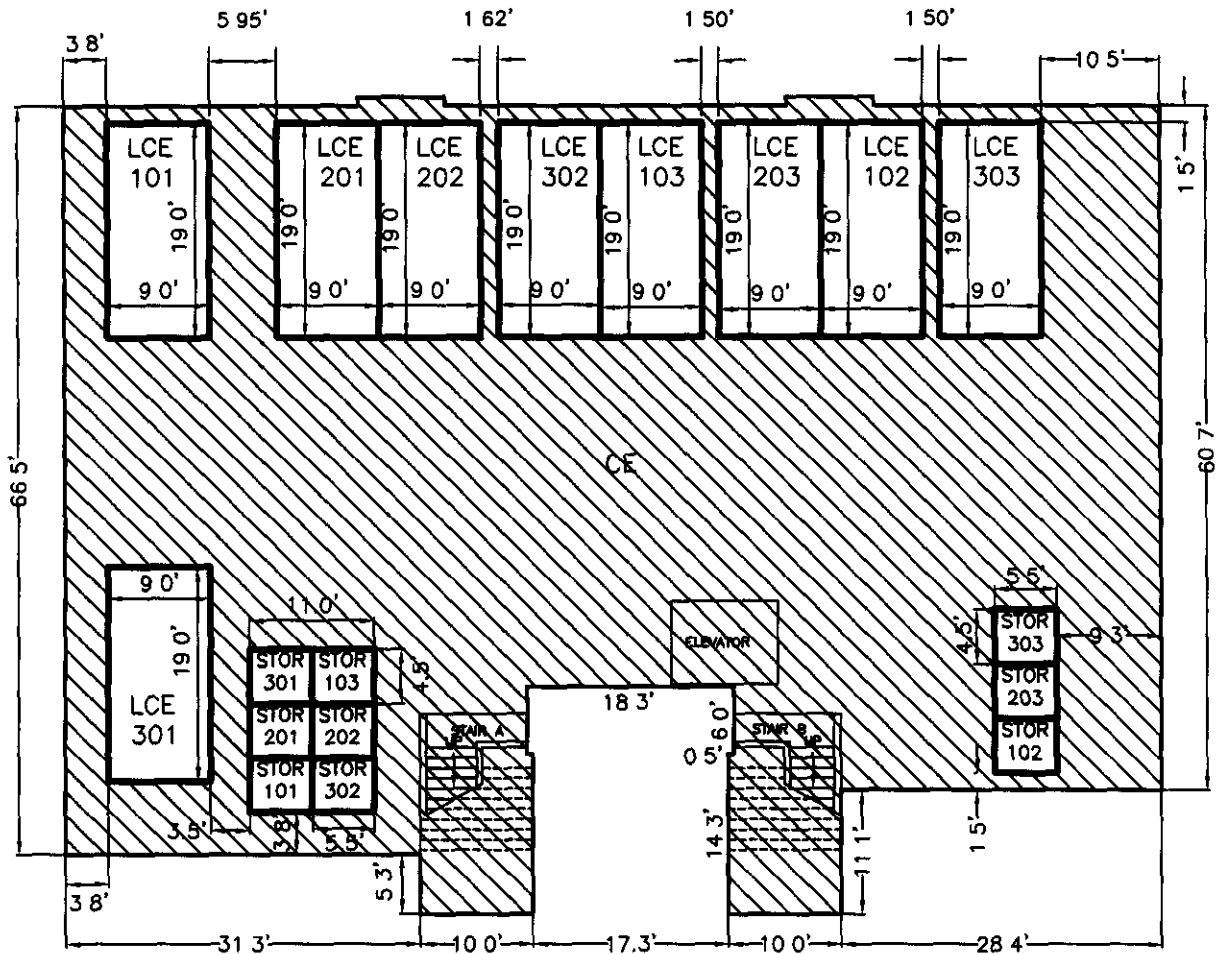 5 95'
1 62'
1 50'
1 50'
3 8'
10 5'
LCE
101
LCE
201
LCE
202
LCE
302
LCE
103
LCE
203
LCE
102
LCE
303
1 5'
19 0'
19 0'
19 0'
19 0'
19 0'
19 0'
19 0'
19 0'
9 0'
9 0'
9 0'
9 0'
9 0'
9 0'
9 0'
9 0'
66 5'
CE
60 7'
9 0'
19 0'
LCE
301
11 0'
STOR
301
STOR
103
4.5'
STOR
201
STOR
202
STOR
101
STOR
302
3 5'
3 8'
5 5'
ELEVATOR
18 3'
STAIR A
UP
STAIR B
UP
6 0'
0 5'
5 5'
4.5'
STOR
303
9 3'
STOR
203
STOR
102
1 5'
14 3'
11 1'
5 3'
3 8'
31 3'
10 0'
17.3'
10 0'
28 4'